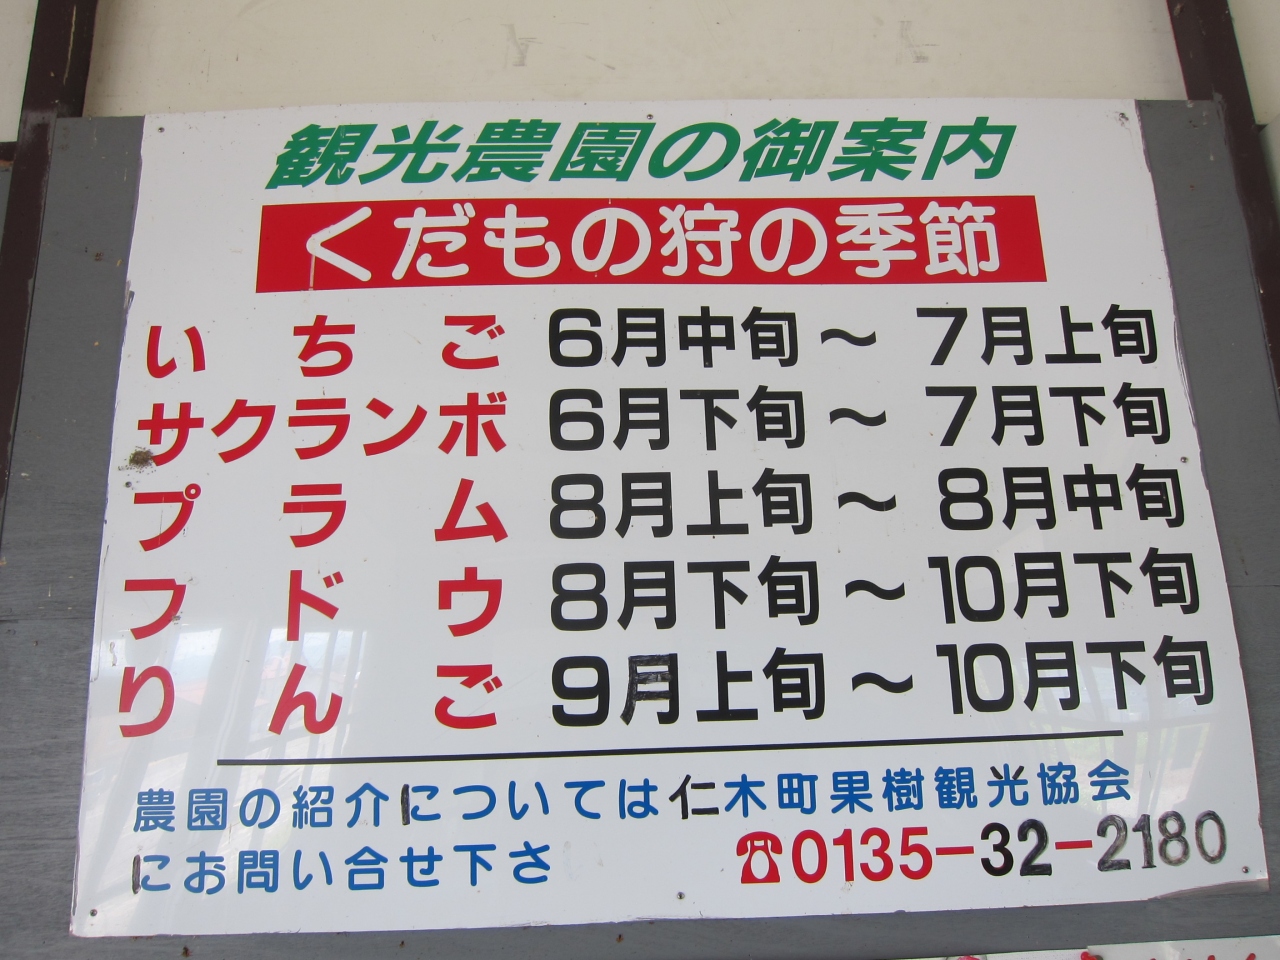 観光農園の御案内
くだもの狩の季節
いちご 6月中旬～7月上旬
サクランボ 6月下旬～7月下旬
プラム 8月上旬～8月中旬
フドウ 8月下旬～10月下旬
りんご 9月上旬～10月下旬
農園の紹介については仁木町果樹観光協会
にお問い合せ下さ
☎0135-32-2180